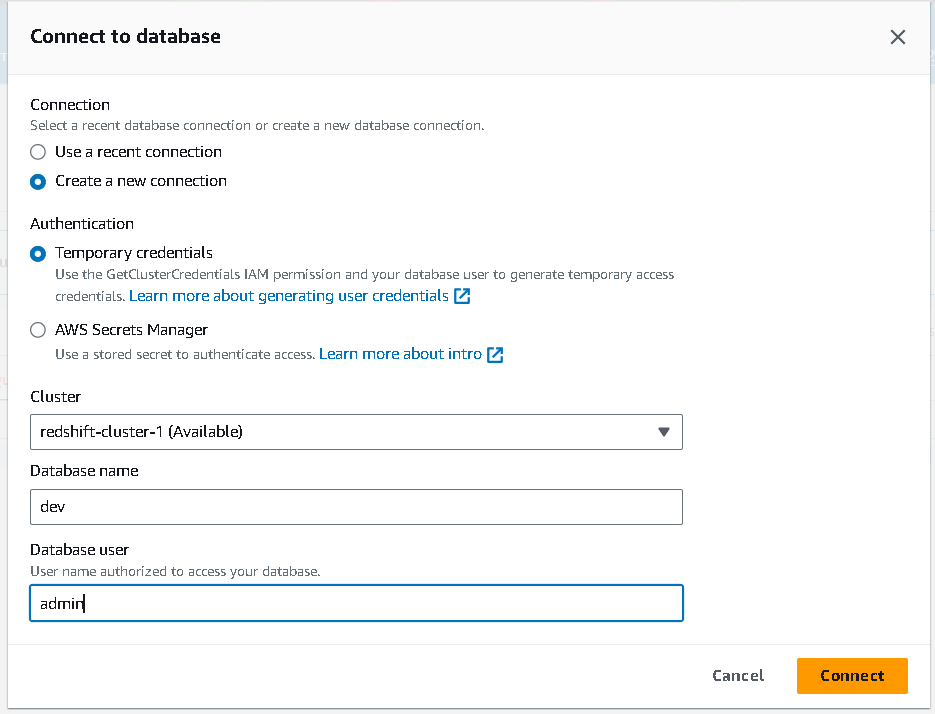 Connect to database
Connection
Select a recent database connection or create a new database connection.
Use a recent connection
Create a new connection
Authentication
Temporary credentials
Use the GetClusterCredentials IAM permission and your database user to generate temporary access
credentials. Learn more about generating user credentials
AWS Secrets Manager
Use a stored secret to authenticate access. Learn more about intro
Cluster
redshift-cluster-1 (Available)
Database name
dev
Database user
User name authorized to access your database.
admin
Cancel
Connect